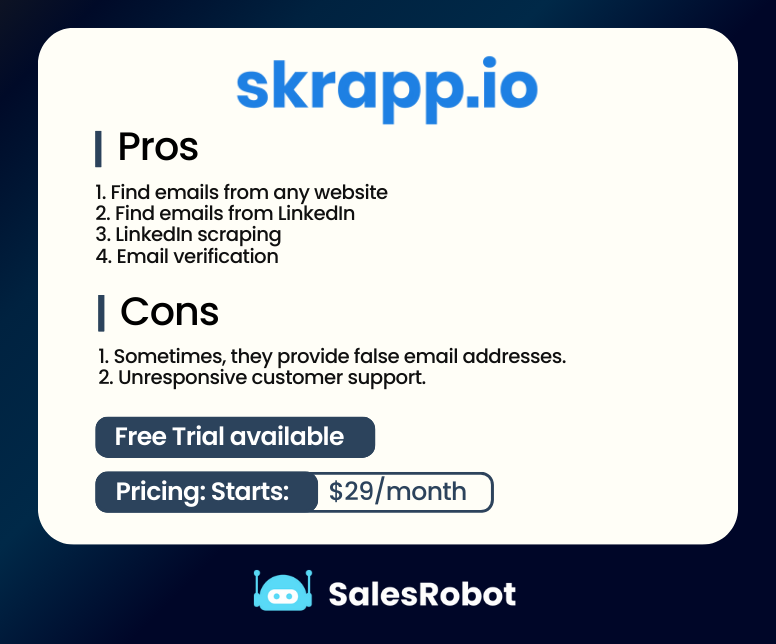 skrapp.io
Pros
1. Find emails from any website
2. Find emails from LinkedIn
3. LinkedIn scraping
4. Email verification
Cons
1. Sometimes, they provide false email addresses.
2. Unresponsive customer support.
Free Trial available
Pricing: Starts: $29/month
SalesRobot